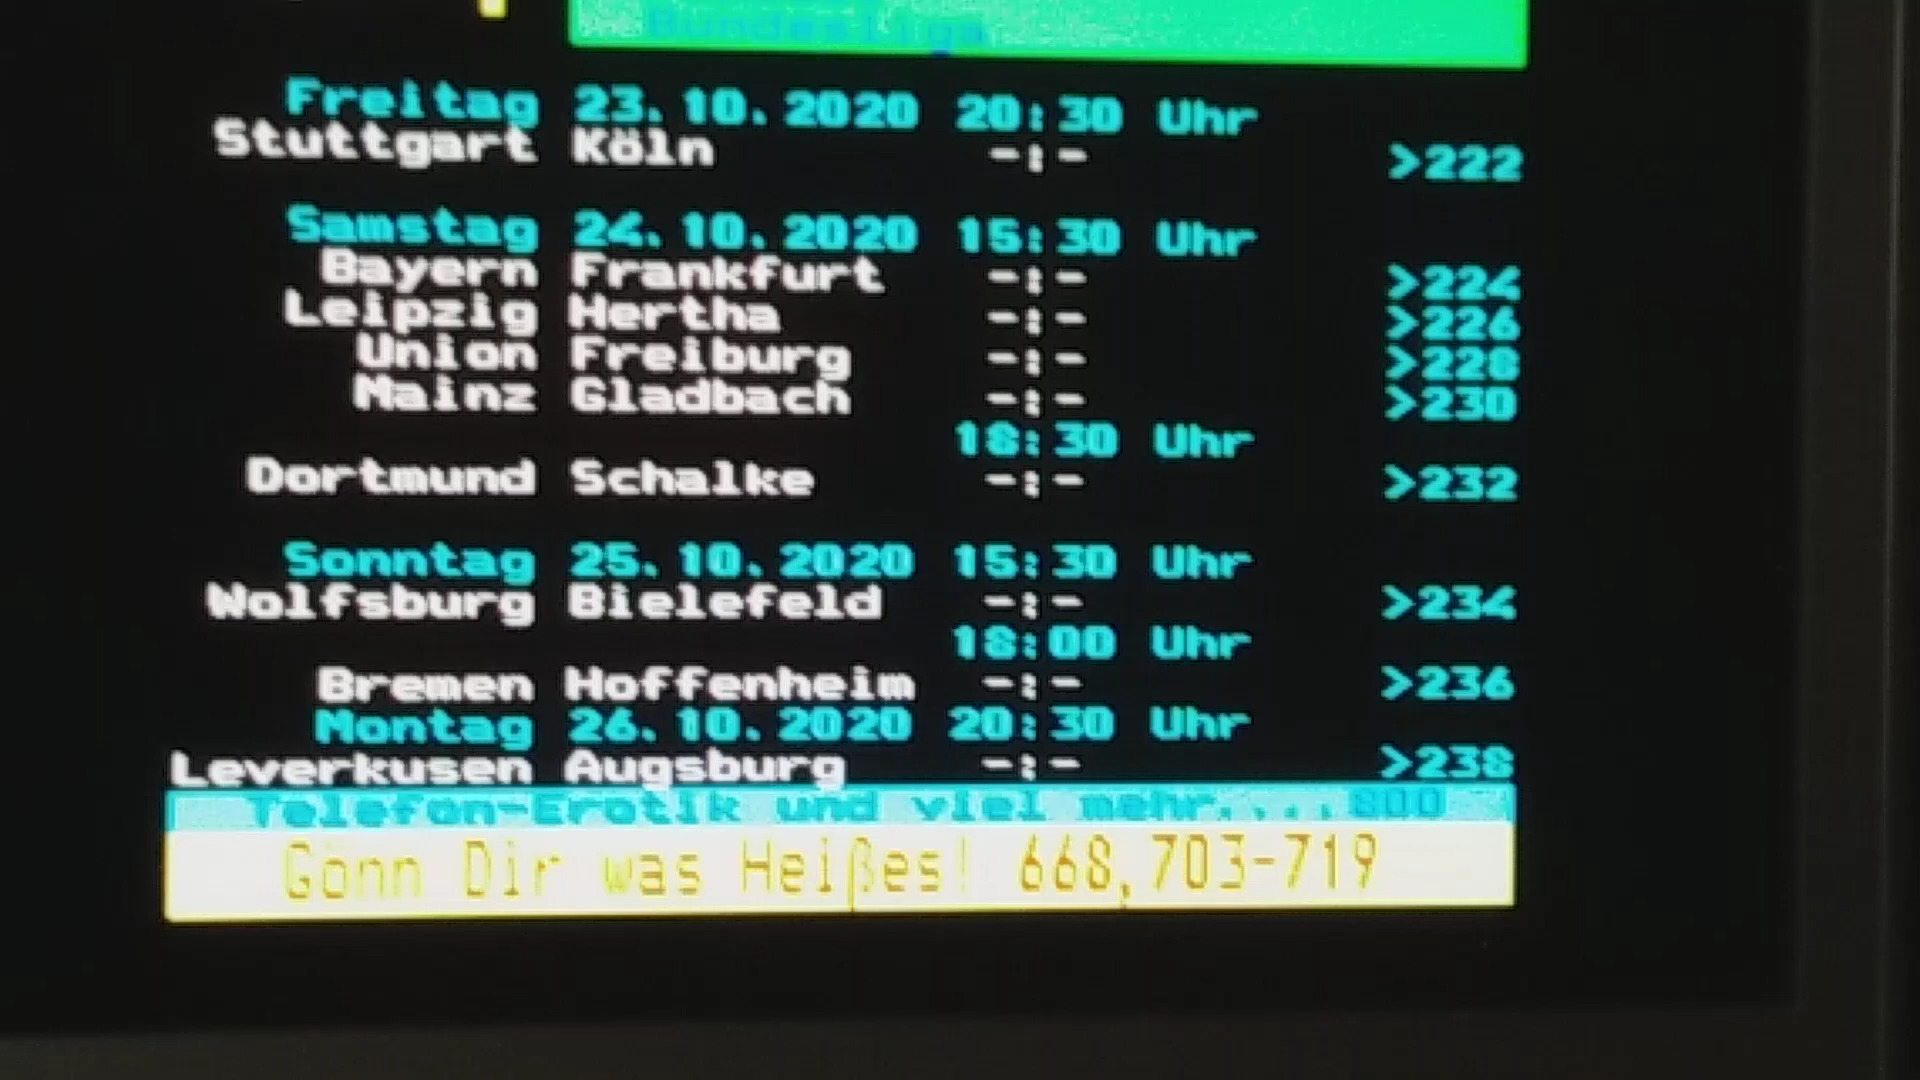 Bundesliga
Freitag 23.10.2020 20:30 Uhr
Stuttgart Köln -:- >222
Samstag 24.10.2020 15:30 Uhr
Bayern Frankfurt -:- >224
Leipzig Hertha -:- >226
Union Freiburg -:- >228
Mainz Gladbach -:- >230
18:30 Uhr
Dortmund Schalke -:- >232
Sonntag 25.10.2020 15:30 Uhr
Wolfsburg Bielefeld -:- >234
18:00 Uhr
Bremen Hoffenheim -:- >236
Montag 26.10.2020 20:30 Uhr
Leverkusen Augsburg -:- >238
Telefon-Erotik und viel mehr....800
Gönn Dir was Heißes! 668,703-719